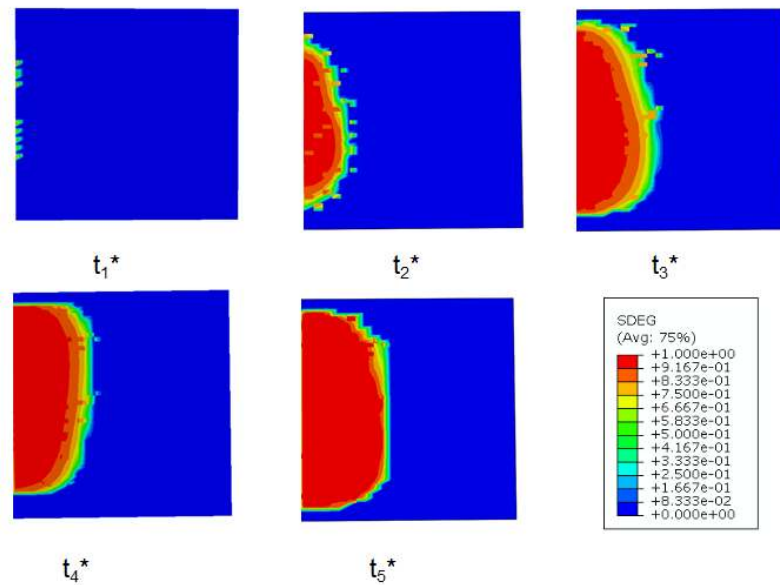 t₁*
t₂*
t₃*
t₄*
t₅*
SDEG
(Avg: 75%)
+1.000e+00
+9.167e-01
+8.333e-01
+7.500e-01
+6.667e-01
+5.833e-01
+5.000e-01
+4.167e-01
+3.333e-01
+2.500e-01
+1.667e-01
+8.333e-02
+0.000e+00